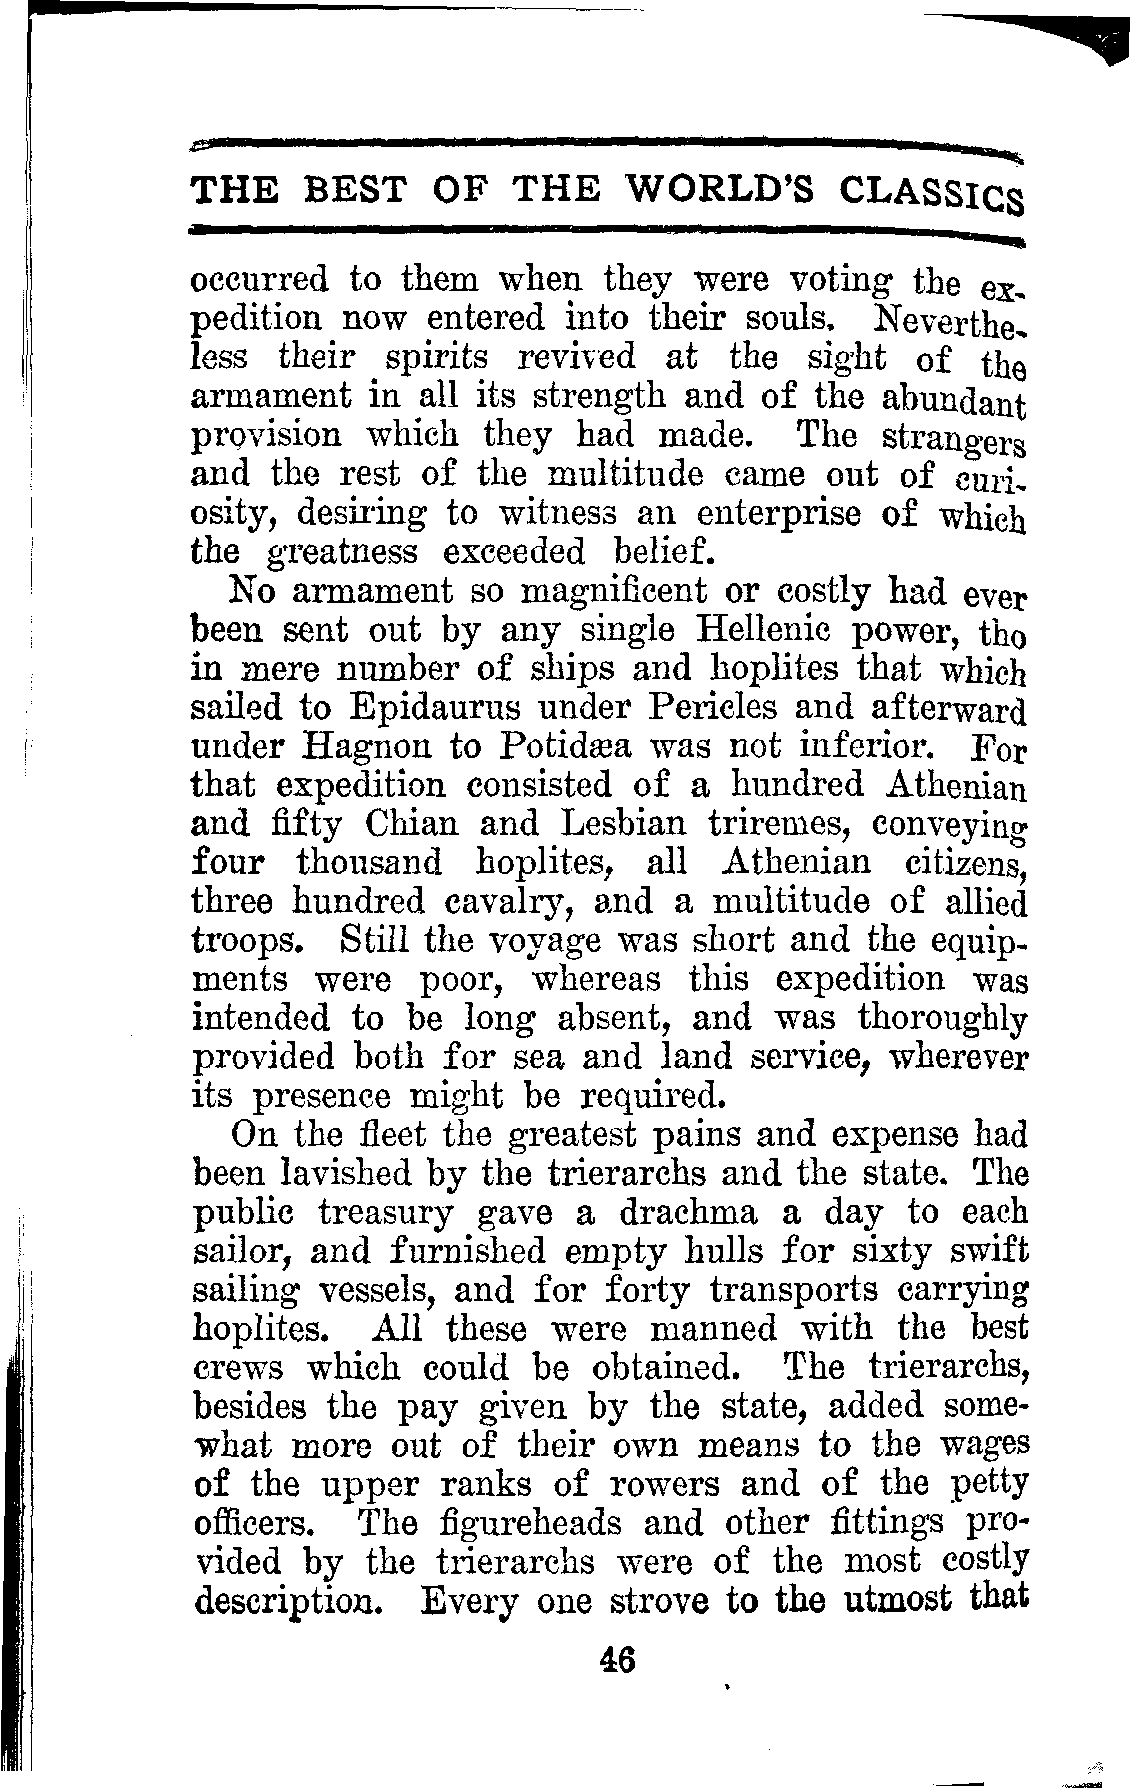 THE BEST OF THE WORLD'S CLASSICS
occurred to them when they were voting the ex-
pedition now entered into their souls. Neverthe-
less their spirits revived at the sight of the
armament in all its strength and of the abundant
provision which they had made. The strangers
and the rest of the multitude came out of curi-
osity, desiring to witness an enterprise of which
the greatness exceeded belief.
No armament so magnificent or costly had ever
been sent out by any single Hellenic power, tho
in mere number of ships and hoplites that which
sailed to Epidaurus under Pericles and afterward
under Hagnon to Potidæa was not inferior. For
that expedition consisted of a hundred Athenian
and fifty Chian and Lesbian triremes, conveying
four thousand hoplites, all Athenian citizens,
three hundred cavalry, and a multitude of allied
troops. Still the voyage was short and the equip-
ments were poor, whereas this expedition was
intended to be long absent, and was thoroughly
provided both for sea and land service, wherever
its presence might be required.
On the fleet the greatest pains and expense had
been lavished by the trierarchs and the state. The
public treasury gave a drachma a day to each
sailor, and furnished empty hulls for sixty swift
sailing vessels, and for forty transports carrying
hoplites. All these were manned with the best
crews which could be obtained. The trierarchs,
besides the pay given by the state, added some-
what more out of their own means to the wages
of the upper ranks of rowers and of the petty
officers. The figureheads and other fittings pro-
vided by the trierarchs were of the most costly
description. Every one strove to the utmost that
46